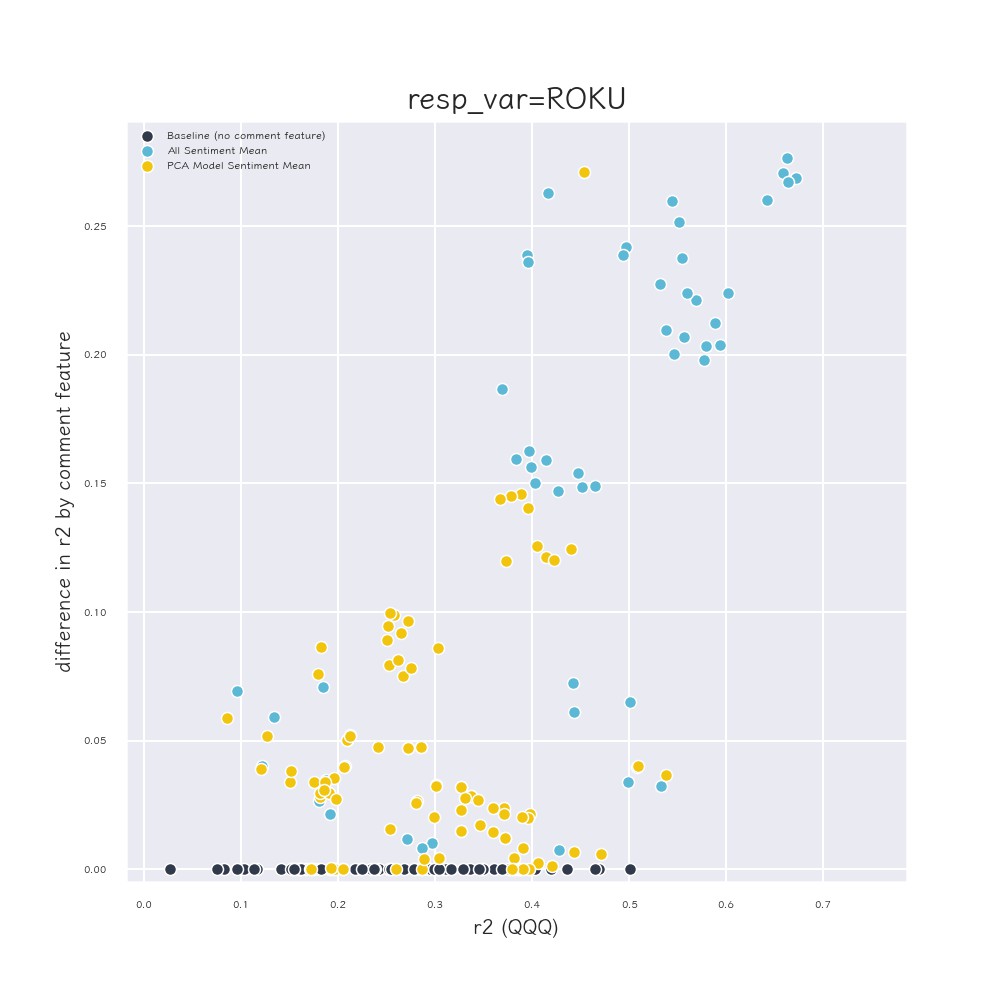 resp_var=ROKU
Baseline (no comment feature)
All Sentiment Mean
PCA Model Sentiment Mean
difference in r2 by comment feature
0.25
0.20
0.15
0.10
0.05
0.00
0.0 0.1 0.2 0.3 0.4 0.5 0.6 0.7
r2 (QQQ)